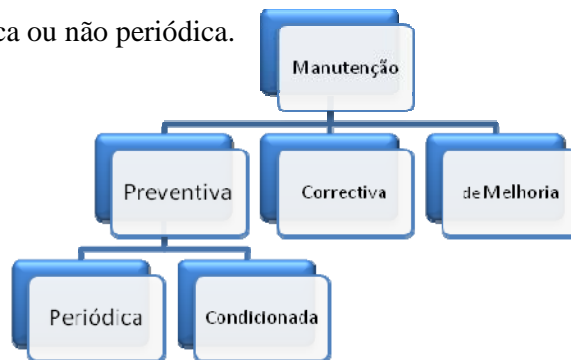 ca ou não periódica.
Manutenção
Preventiva
Correctiva
de Melhoria
Periódica
Condicionada